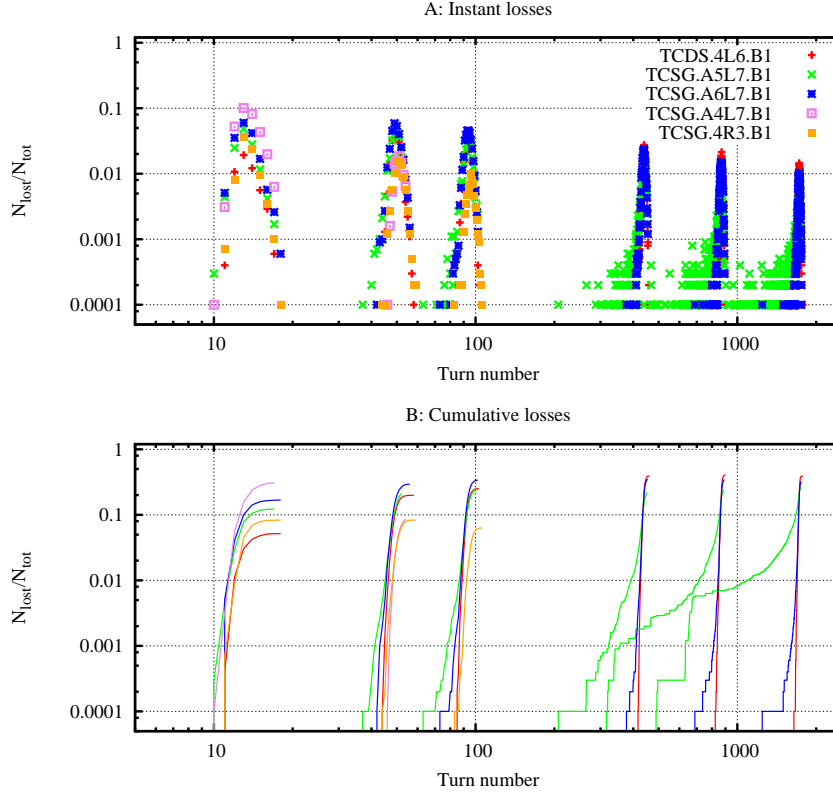 A: Instant losses
1
0.1
0.01
0.001
0.0001
N_lost/N_tot
TCDS.4L6.B1
TCSG.A5L7.B1
TCSG.A6L7.B1
TCSG.A4L7.B1
TCSG.4R3.B1
10
100
1000
Turn number
B: Cumulative losses
1
0.1
0.01
0.001
0.0001
N_lost/N_tot
10
100
1000
Turn number